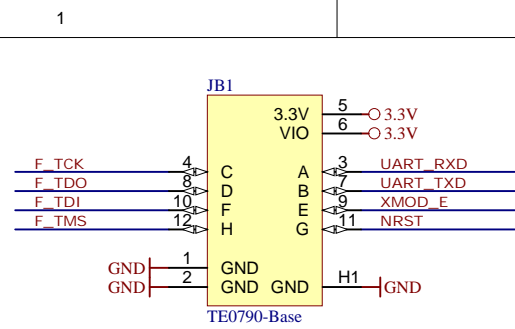 1
JB1
3.3V 5 3.3V
VIO 6 3.3V
F_TCK 4 C A 3 UART_RXD
F_TDO 8 D B 7 UART_TXD
F_TDI 10 F E 9 XMOD_E
F_TMS 12 H G 11 NRST
GND 1 GND
GND 2 GND GND H1 GND
TE0790-Base